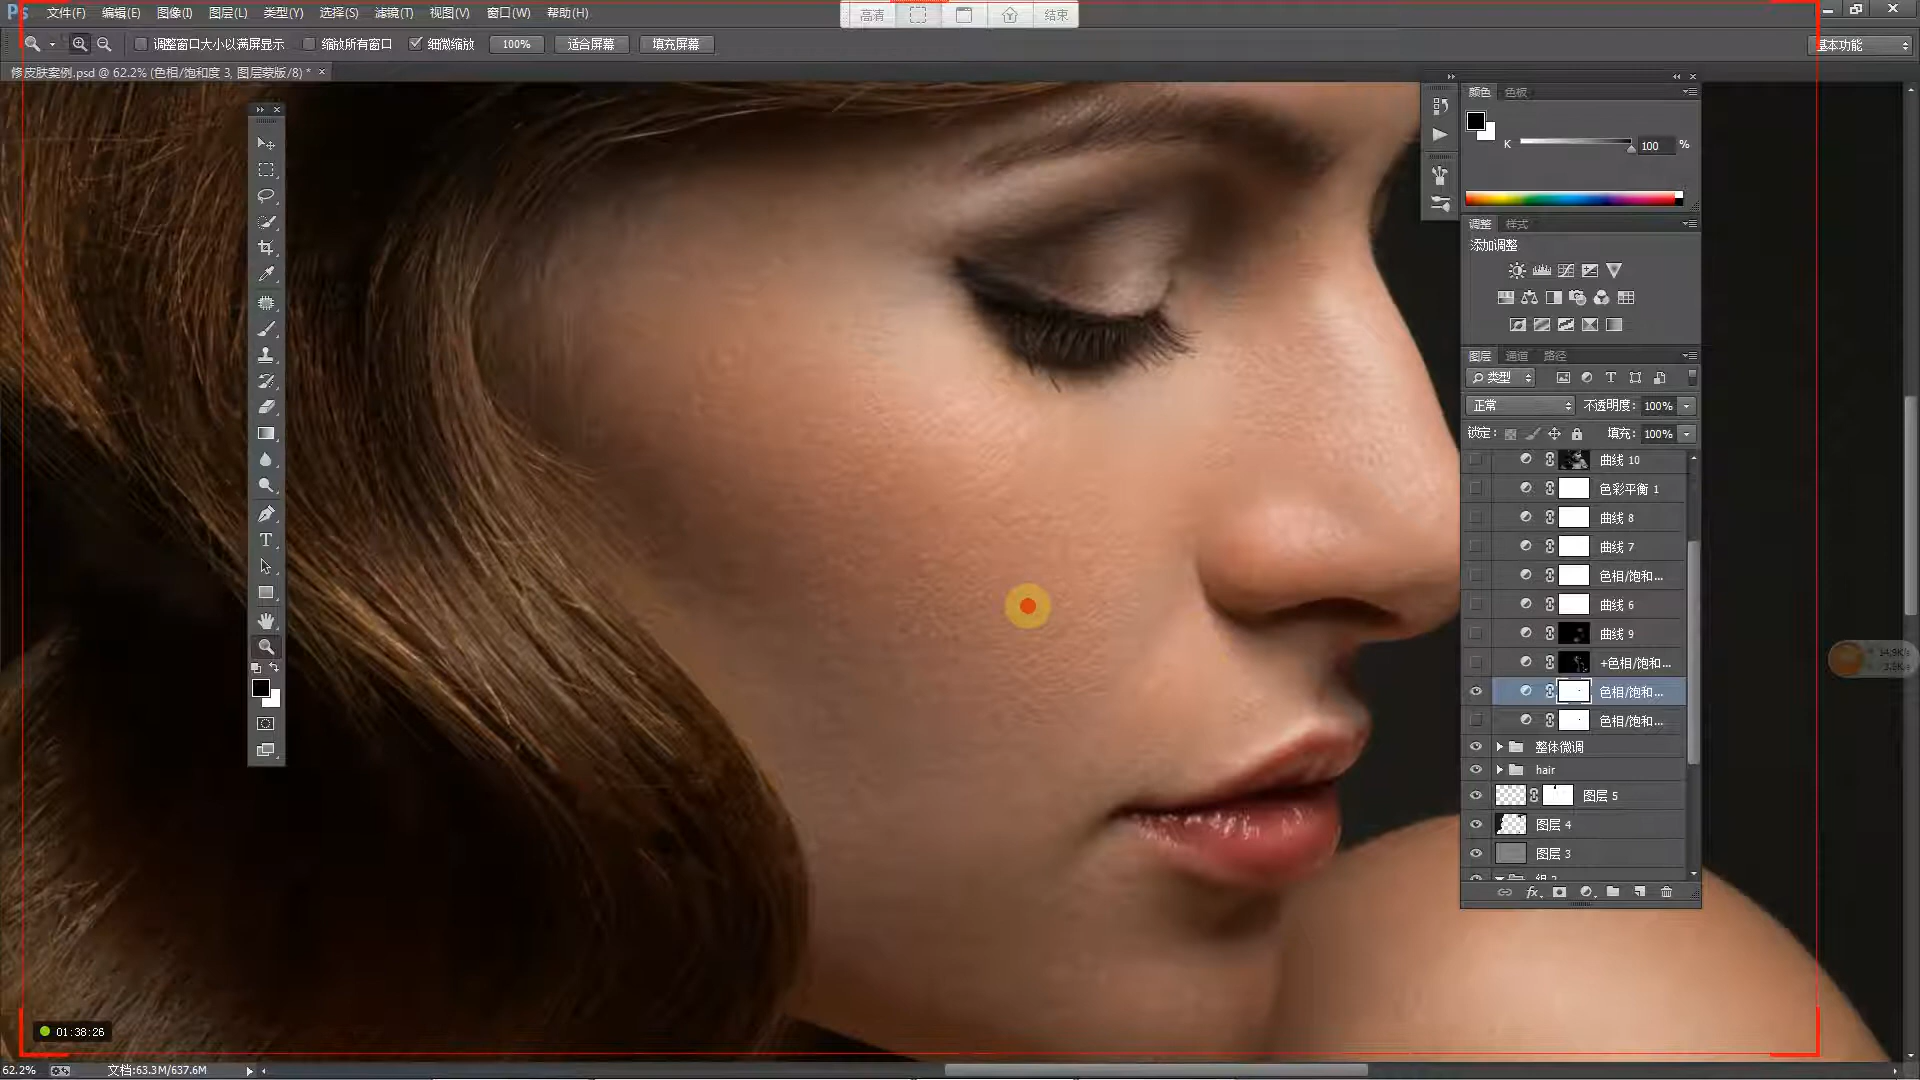 Ps 文件(F) 编辑(E) 图像(I) 图层(L) 类型(Y) 选择(S) 滤镜(T) 视图(V) 窗口(W) 帮助(H)
高清 结束
调整窗口大小以满屏显示 缩放所有窗口 细微缩放 100% 适合屏幕 填充屏幕 基本功能
修皮肤案例.psd @ 62.2% (色相/饱和度 3, 图层蒙版/8) * ×
颜色 色板
K 100 %
调整 样式
添加调整
图层 通道 路径
类型
正常 不透明度: 100%
锁定: 填充: 100%
曲线 10
色彩平衡 1
曲线 8
曲线 7
色相/饱和...
曲线 6
曲线 9
+色相/饱和...
色相/饱和...
色相/饱和...
整体微调
hair
图层 5
图层 4
图层 3
组 2
fx
14.9K/s
01:38:26
62.2% 文档:63.3M/637.6M